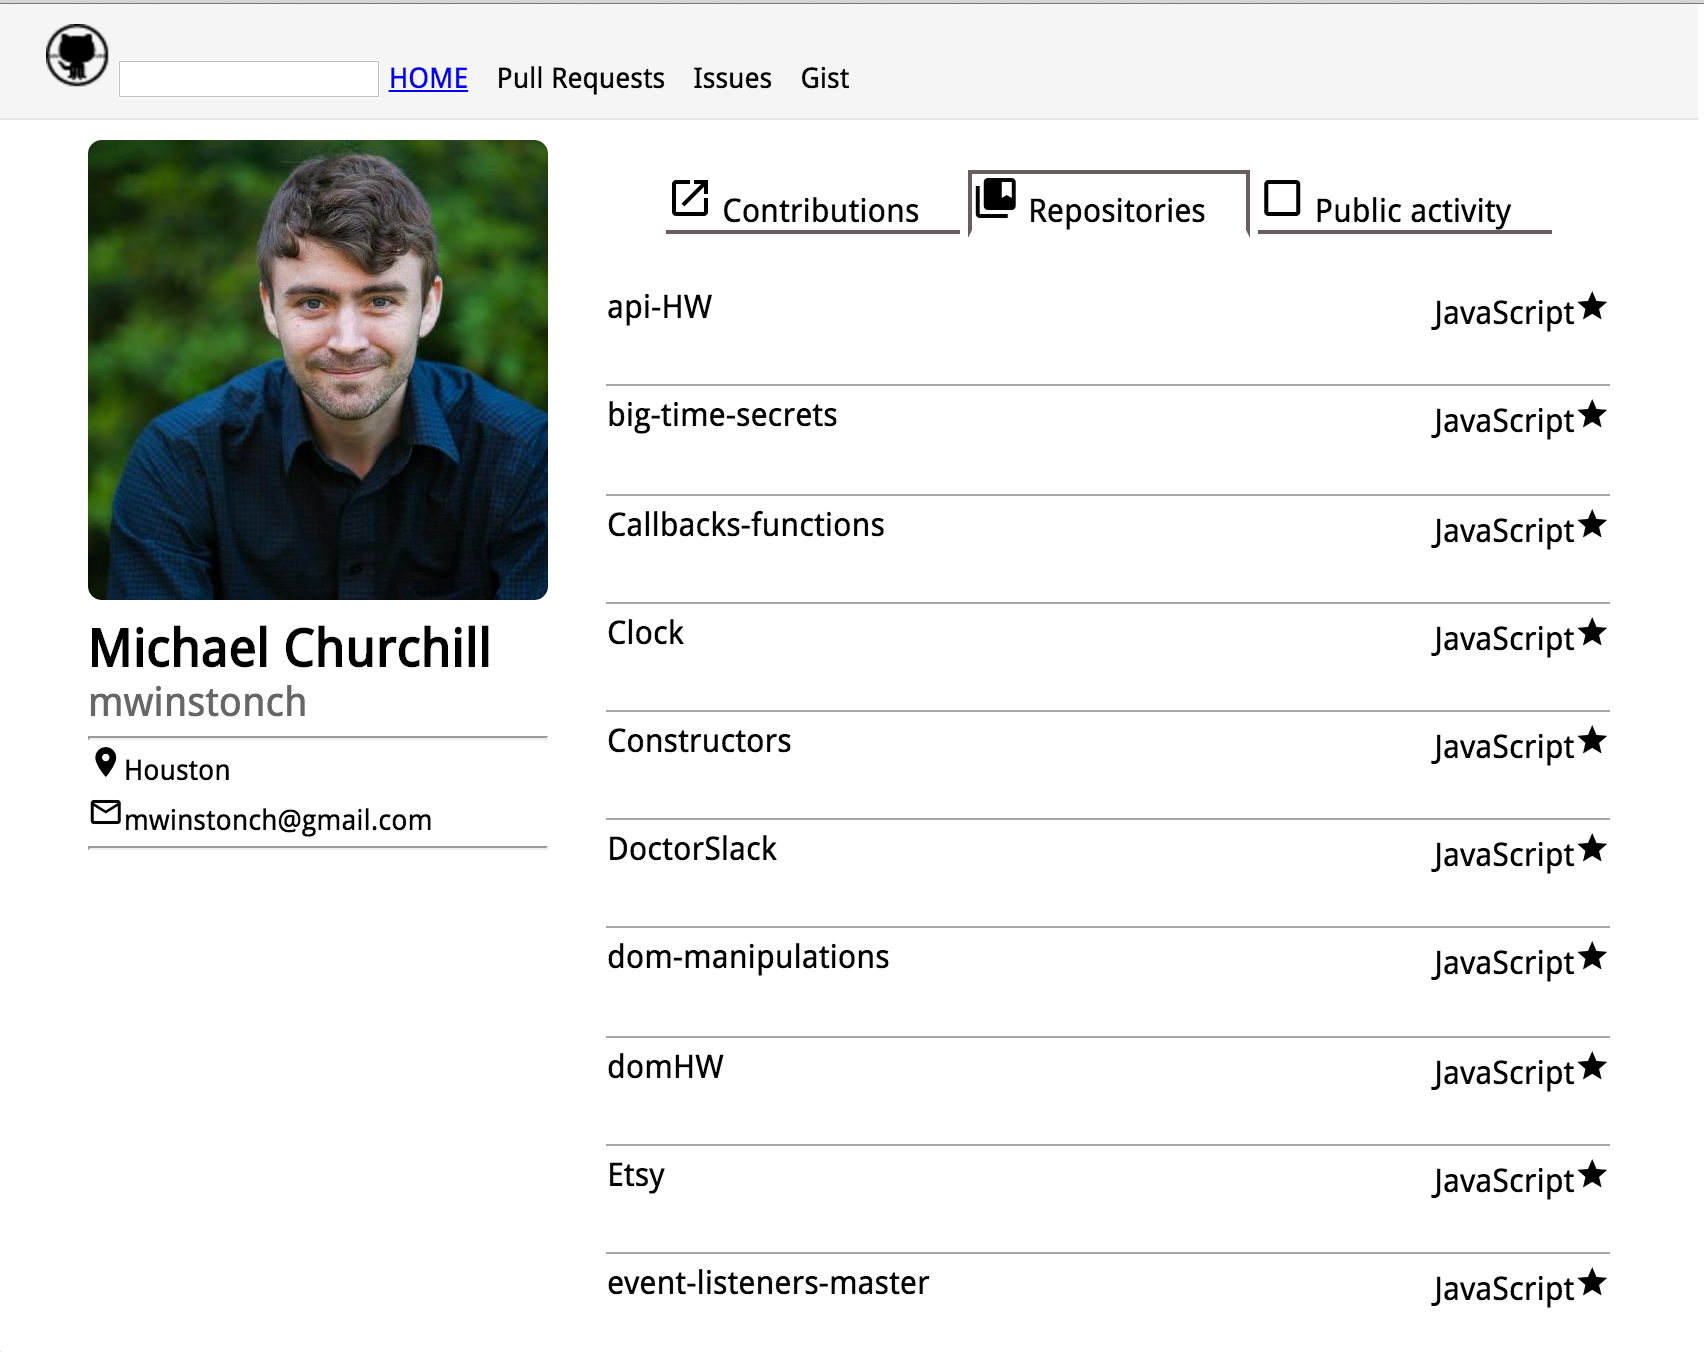 HOME Pull Requests Issues Gist
Contributions Repositories Public activity
Michael Churchill
mwinstonch
Houston
mwinstonch@gmail.com
api-HW JavaScript
big-time-secrets JavaScript
Callbacks-functions JavaScript
Clock JavaScript
Constructors JavaScript
DoctorSlack JavaScript
dom-manipulations JavaScript
domHW JavaScript
Etsy JavaScript
event-listeners-master JavaScript